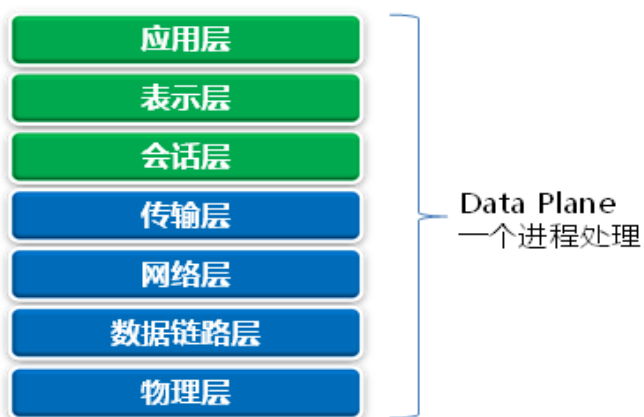 应用层
表示层
会话层
传输层
网络层
数据链路层
物理层
Data Plane
一个进程处理